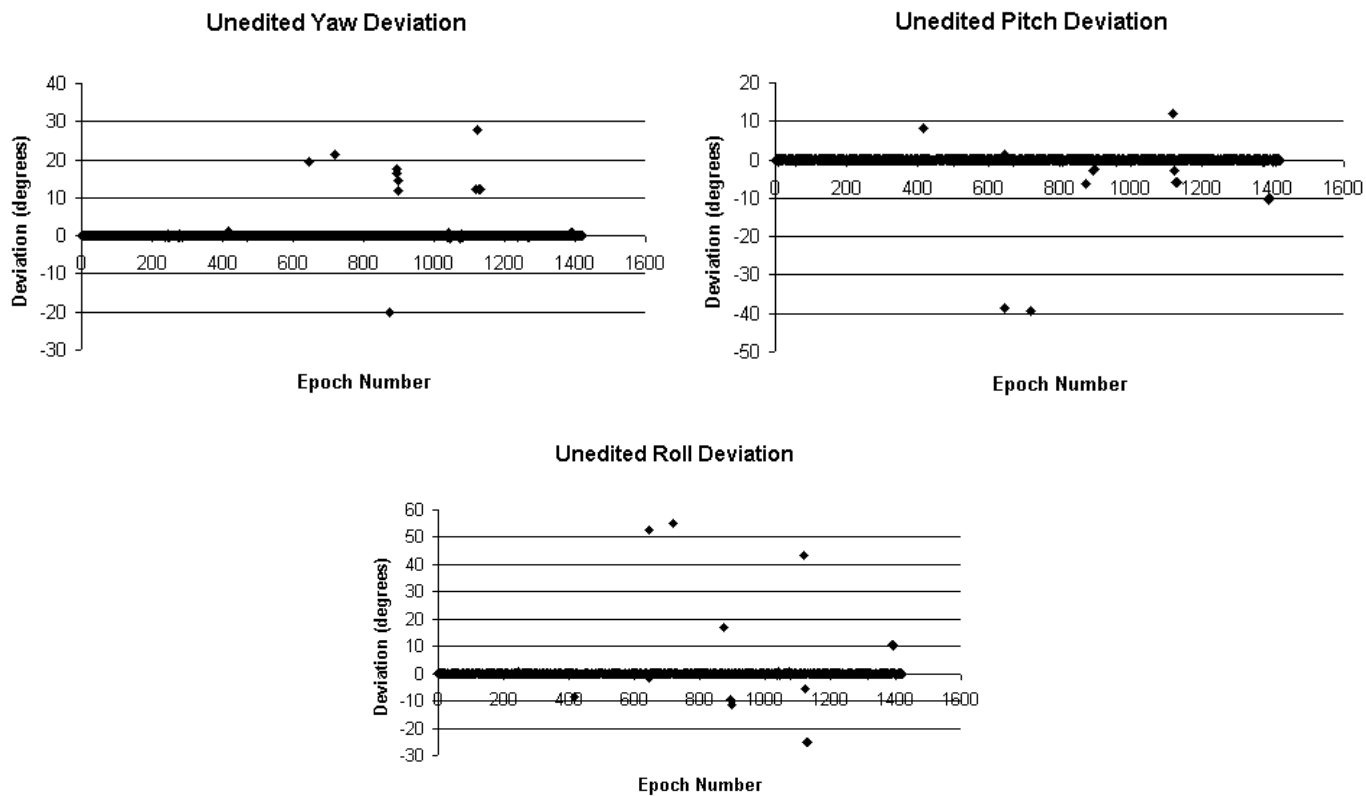 Unedited Yaw Deviation
Deviation (degrees)
40
30
20
10
0
-10
-20
-30
0 200 400 600 800 1000 1200 1400 1600
Epoch Number
Unedited Pitch Deviation
Deviation (degrees)
20
10
0
-10
-20
-30
-40
-50
0 200 400 600 800 1000 1200 1400 1600
Epoch Number
Unedited Roll Deviation
Deviation (degrees)
60
50
40
30
20
10
0
-10
-20
-30
0 200 400 600 800 1000 1200 1400 1600
Epoch Number